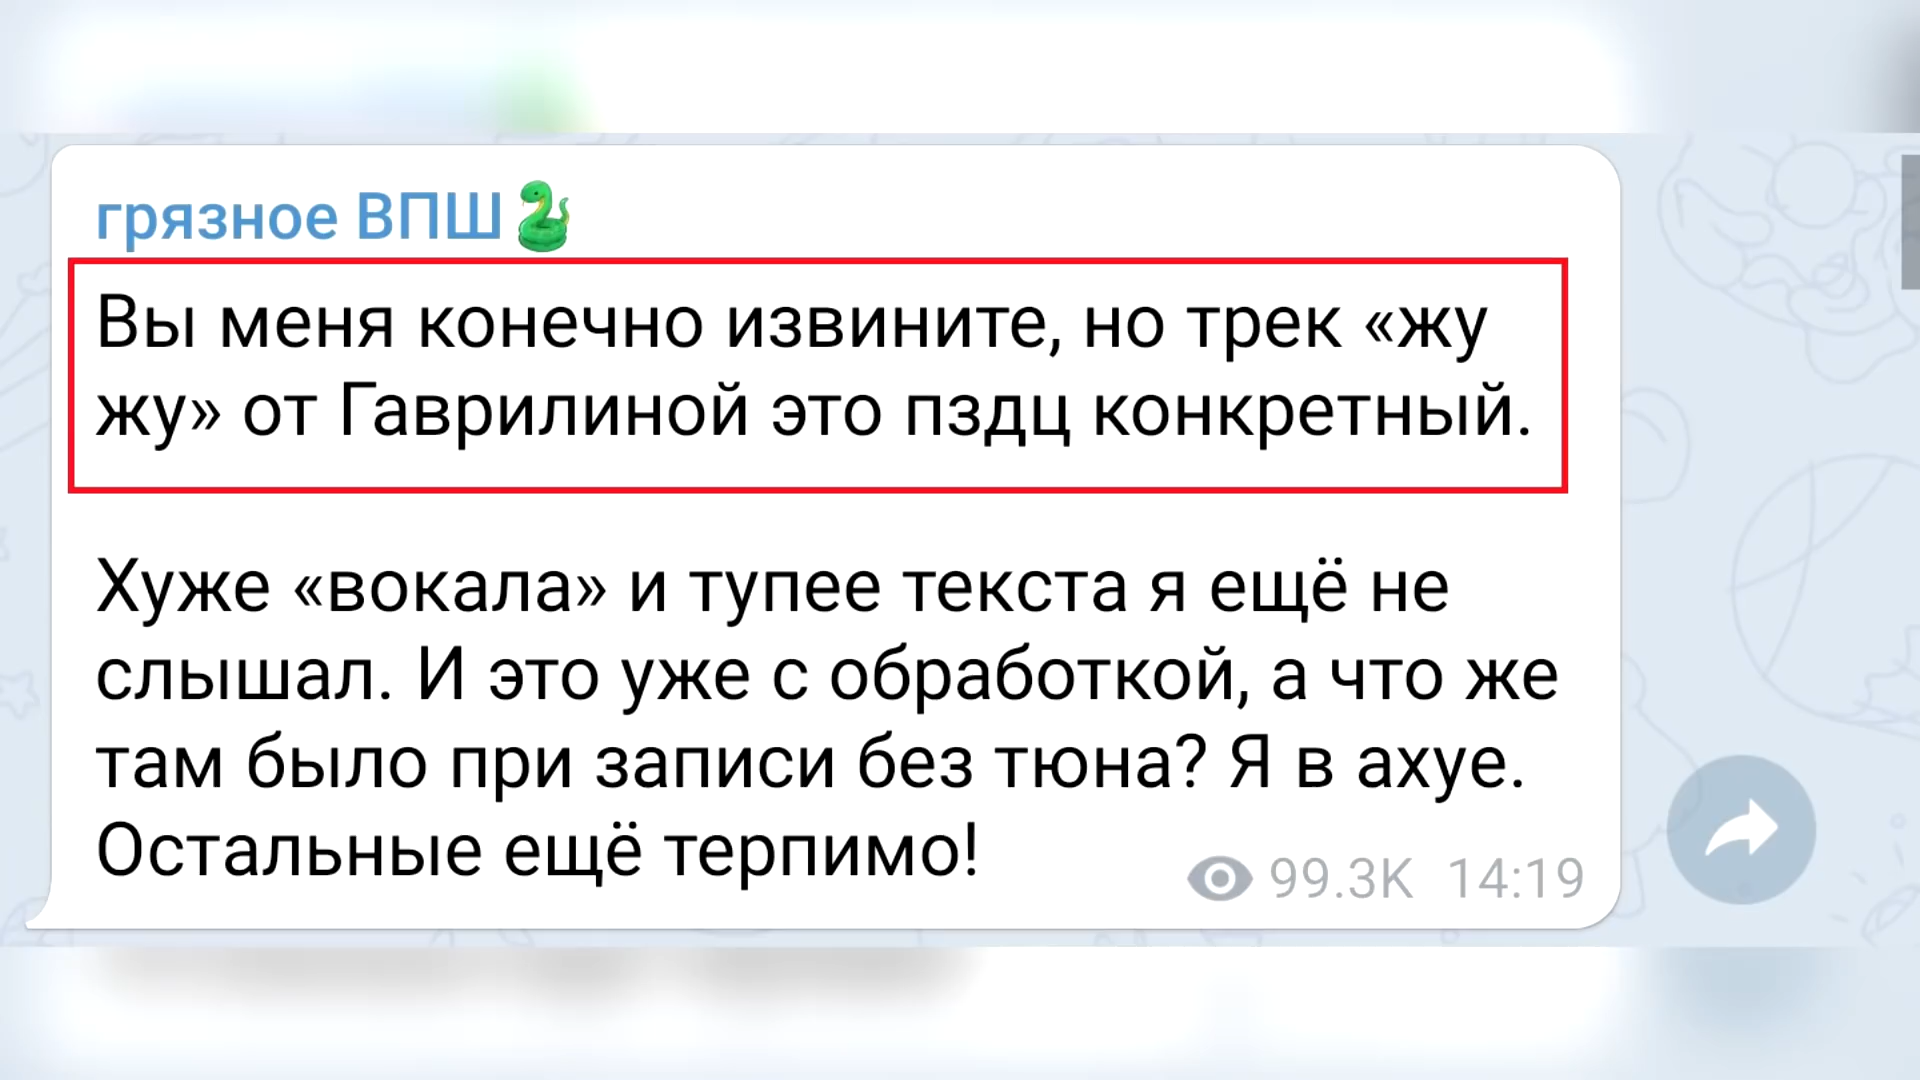 грязное ВПШ🐍
Вы меня конечно извините, но трек «жу
жу» от Гаврилиной это пздц конкретный.
Хуже «вокала» и тупее текста я ещё не
слышал. И это уже с обработкой, а что же
там было при записи без тюна? Я в ахуе.
Остальные ещё терпимо!
99.3K 14:19